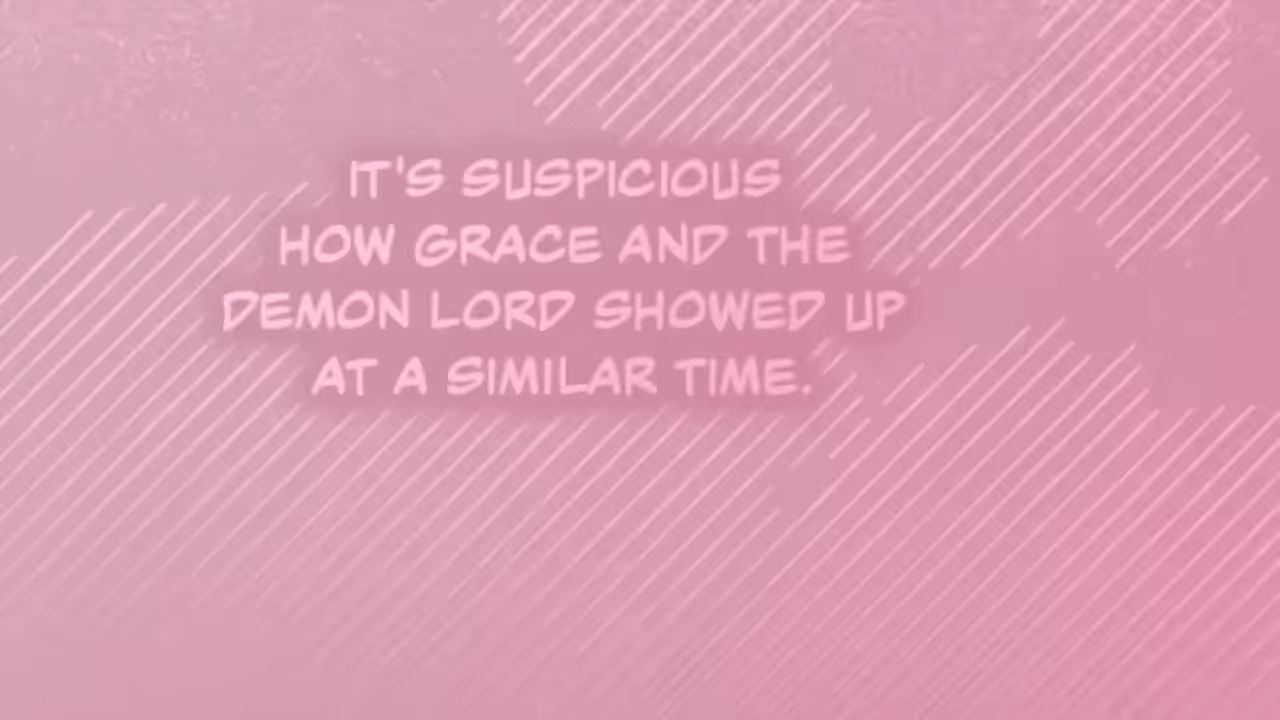 IT'S SUSPICIOUS
HOW GRACE AND THE
DEMON LORD SHOWED UP
AT A SIMILAR TIME.